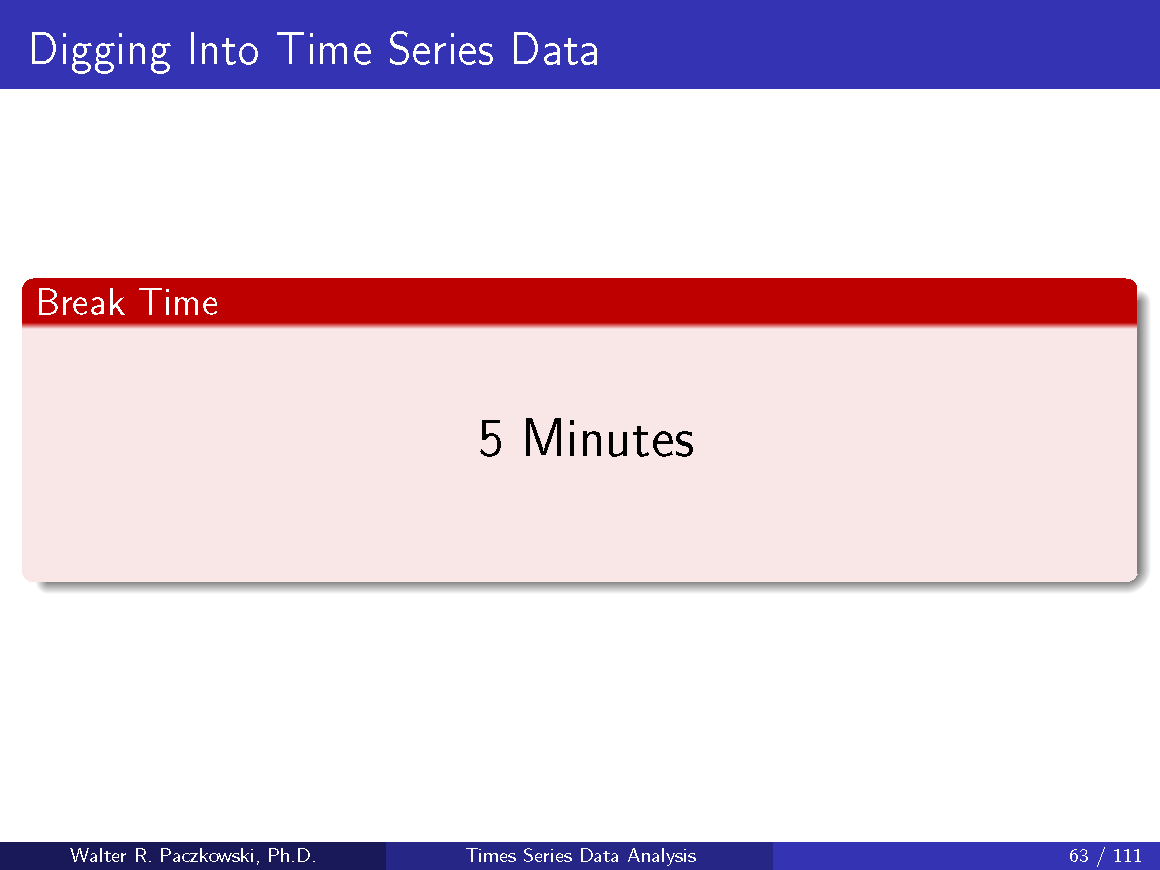 Digging Into Time Series Data
Break Time
5 Minutes
Walter R. Paczkowski, Ph.D.
Times Series Data Analysis
63 / 111